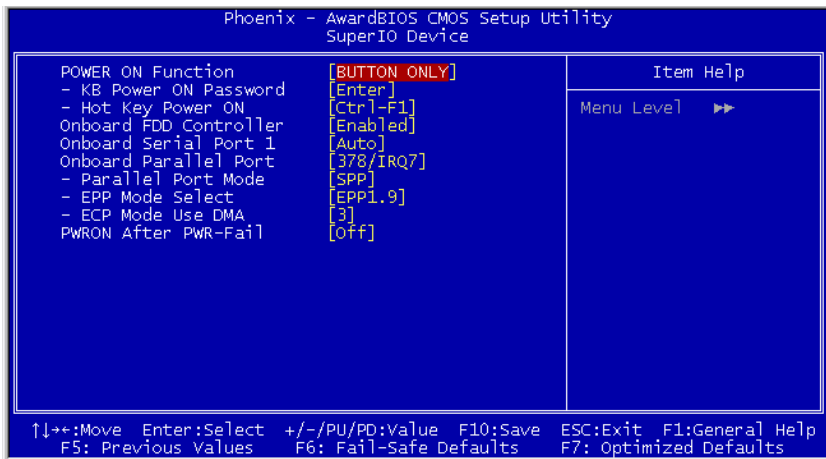 Phoenix - AwardBIOS CMOS Setup Utility
SuperIO Device
POWER ON Function [BUTTON ONLY]
- KB Power ON Password [Enter]
- Hot Key Power ON [Ctrl-F1]
Onboard FDD Controller [Enabled]
Onboard Serial Port 1 [Auto]
Onboard Parallel Port [378/IRQ7]
- Parallel Port Mode [SPP]
- EPP Mode Select [EPP1.9]
- ECP Mode Use DMA [3]
PWRON After PWR-Fail [Off]
Item Help
Menu Level ▶▶
↑↓→←:Move Enter:Select +/-/PU/PD:Value F10:Save ESC:Exit F1:General Help
F5: Previous Values F6: Fail-Safe Defaults F7: Optimized Defaults